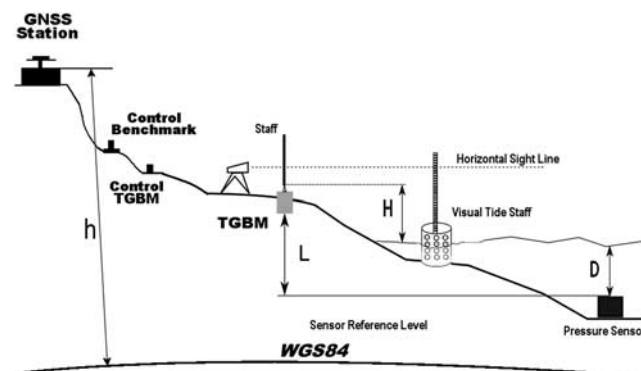 GNSS
Station
Control
Benchmark
Staff
Horizontal Sight Line
Control
TGBM
Visual Tide Staff
H
TGBM
h
L
D
Sensor Reference Level
Pressure Senso
WGS84